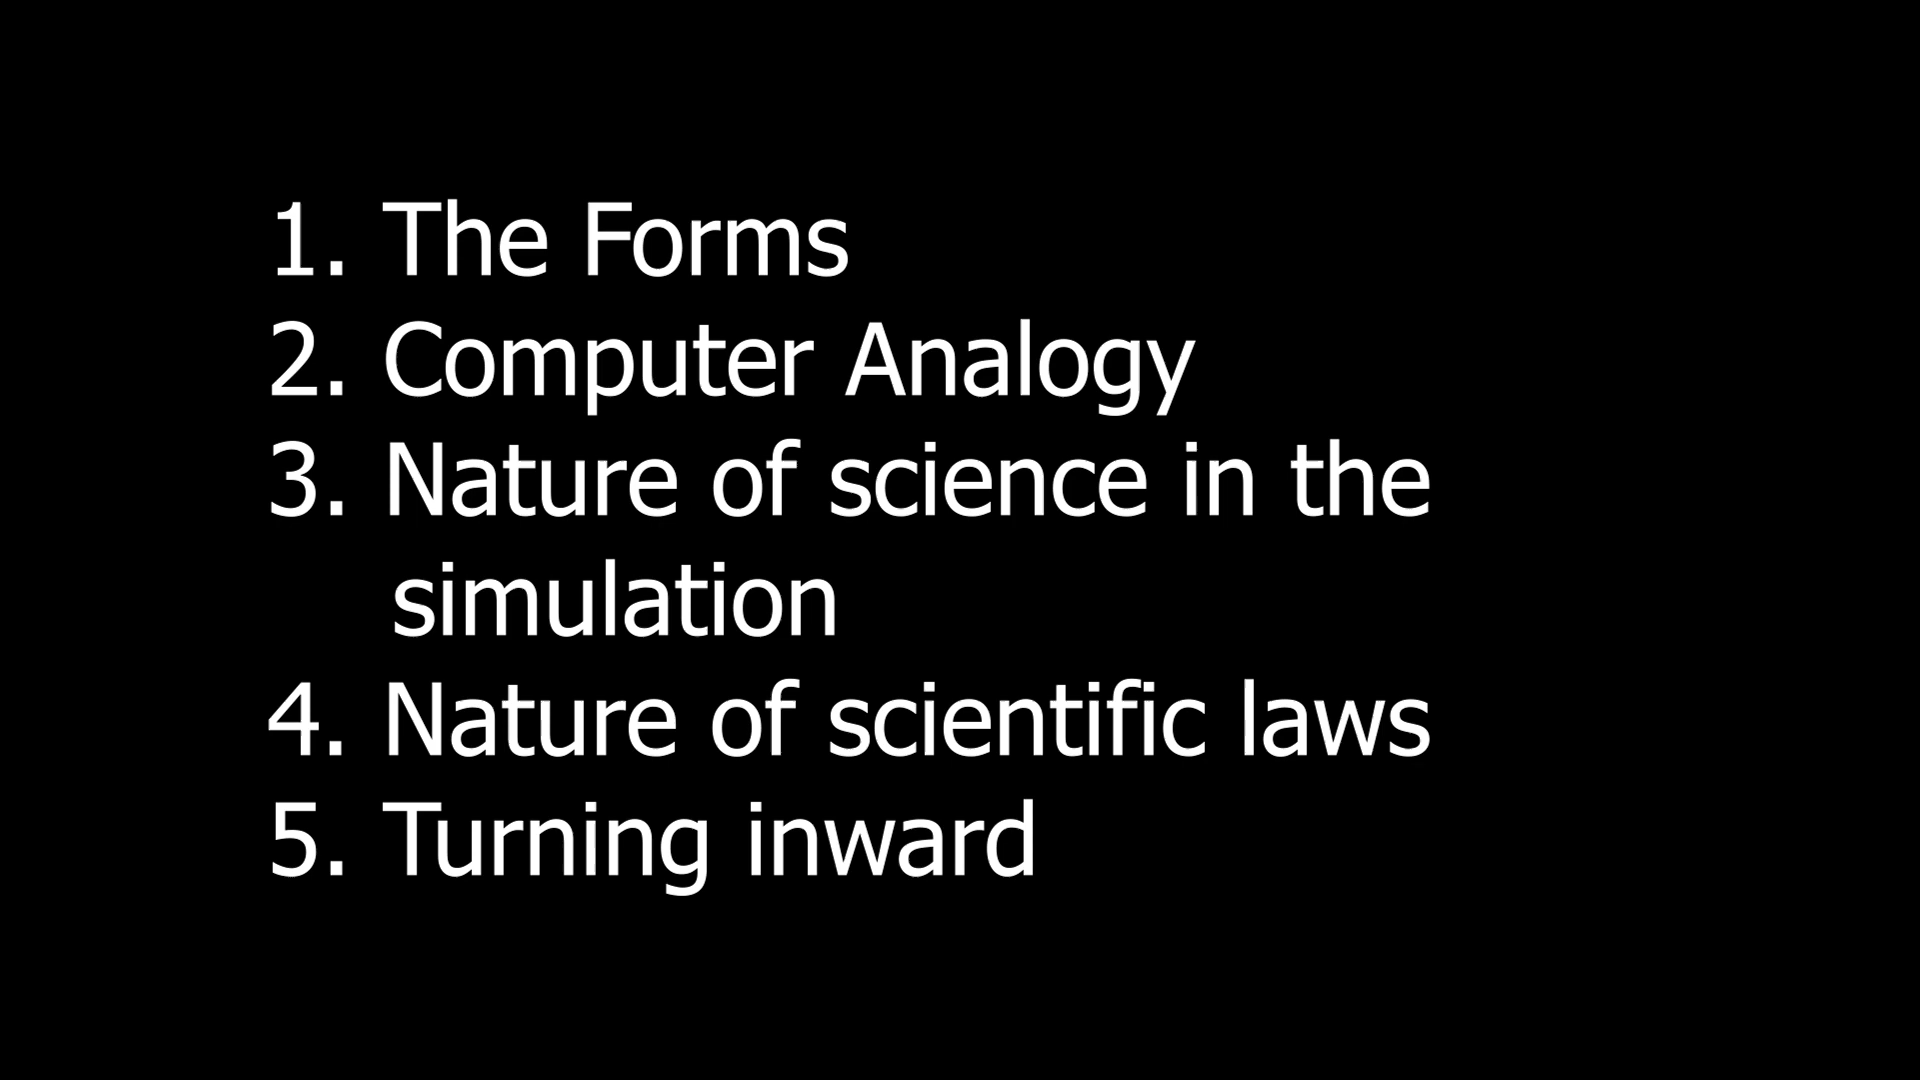 1. The Forms
2. Computer Analogy
3. Nature of science in the
simulation
4. Nature of scientific laws
5. Turning inward